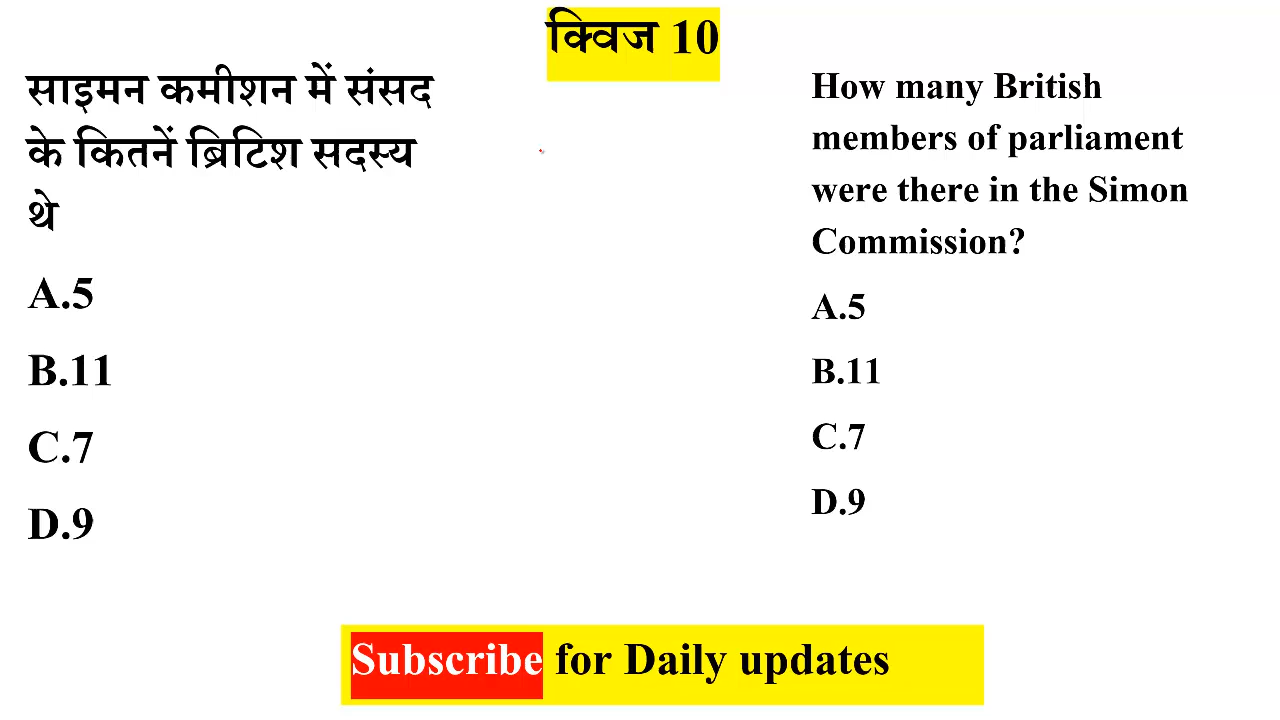 क्विज 10
साइमन कमीशन में संसद
के कितनें ब्रिटिश सदस्य
थे
A.5
B.11
C.7
D.9
How many British
members of parliament
were there in the Simon
Commission?
A.5
B.11
C.7
D.9
Subscribe for Daily updates